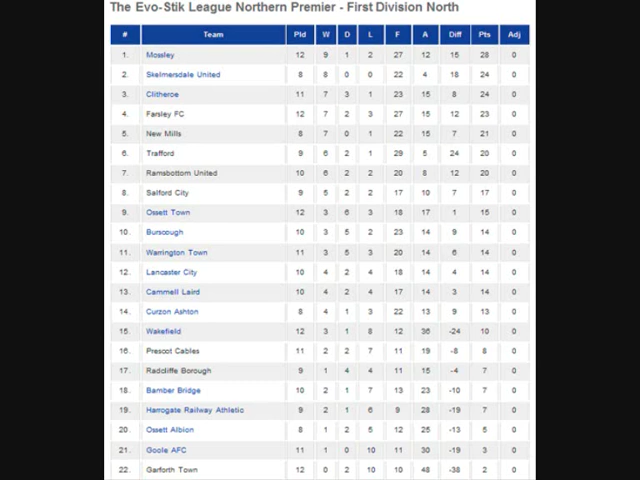 The Evo-Stik League Northern Premier - First Division North
# Team Pld W D L F A Diff Pts Adj
1. Mossley 12 9 1 2 27 12 15 28 0
2. Skelmersdale United 8 8 0 0 22 4 18 24 0
3. Clitheroe 11 7 3 1 23 15 8 24 0
4. Farsley FC 12 7 2 3 27 15 12 23 0
5. New Mills 8 7 0 1 22 15 7 21 0
6. Trafford 9 6 2 1 29 5 24 20 0
7. Ramsbottom United 10 6 2 2 20 8 12 20 0
8. Salford City 9 5 2 2 17 10 7 17 0
9. Ossett Town 12 3 6 3 18 17 1 15 0
10. Burscough 10 3 5 2 23 14 9 14 0
11. Warrington Town 11 3 5 3 20 14 6 14 0
12. Lancaster City 10 4 2 4 18 14 4 14 0
13. Cammell Laird 10 4 2 4 17 14 3 14 0
14. Curzon Ashton 8 4 1 3 22 13 9 13 0
15. Wakefield 12 3 1 8 12 36 -24 10 0
16. Prescot Cables 11 2 2 7 11 19 -8 8 0
17. Radcliffe Borough 9 1 4 4 11 15 -4 7 0
18. Bamber Bridge 10 2 1 7 13 23 -10 7 0
19. Harrogate Railway Athletic 9 2 1 6 9 28 -19 7 0
20. Ossett Albion 8 1 2 5 12 25 -13 5 0
21. Goole AFC 11 1 0 10 11 30 -19 3 0
22. Garforth Town 12 0 2 10 10 48 -38 2 0